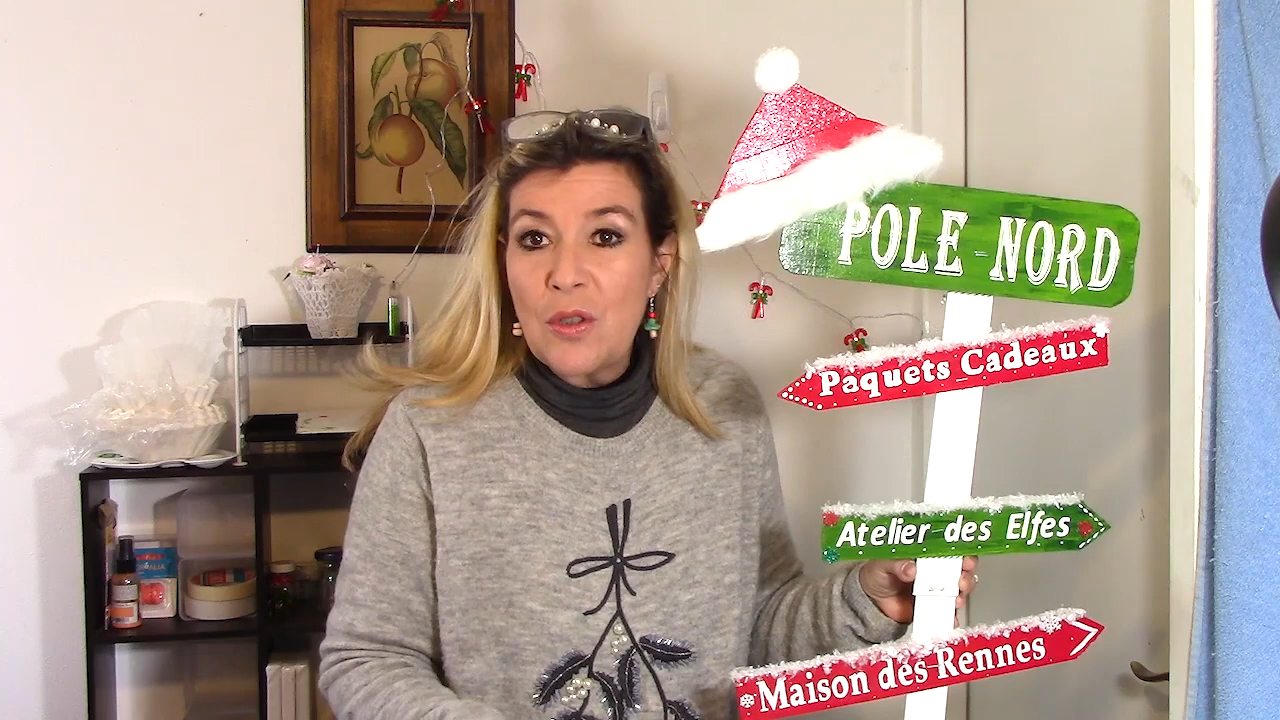 POLE NORD
Paquets Cadeaux
Atelier des Elfes
Maison des Rennes